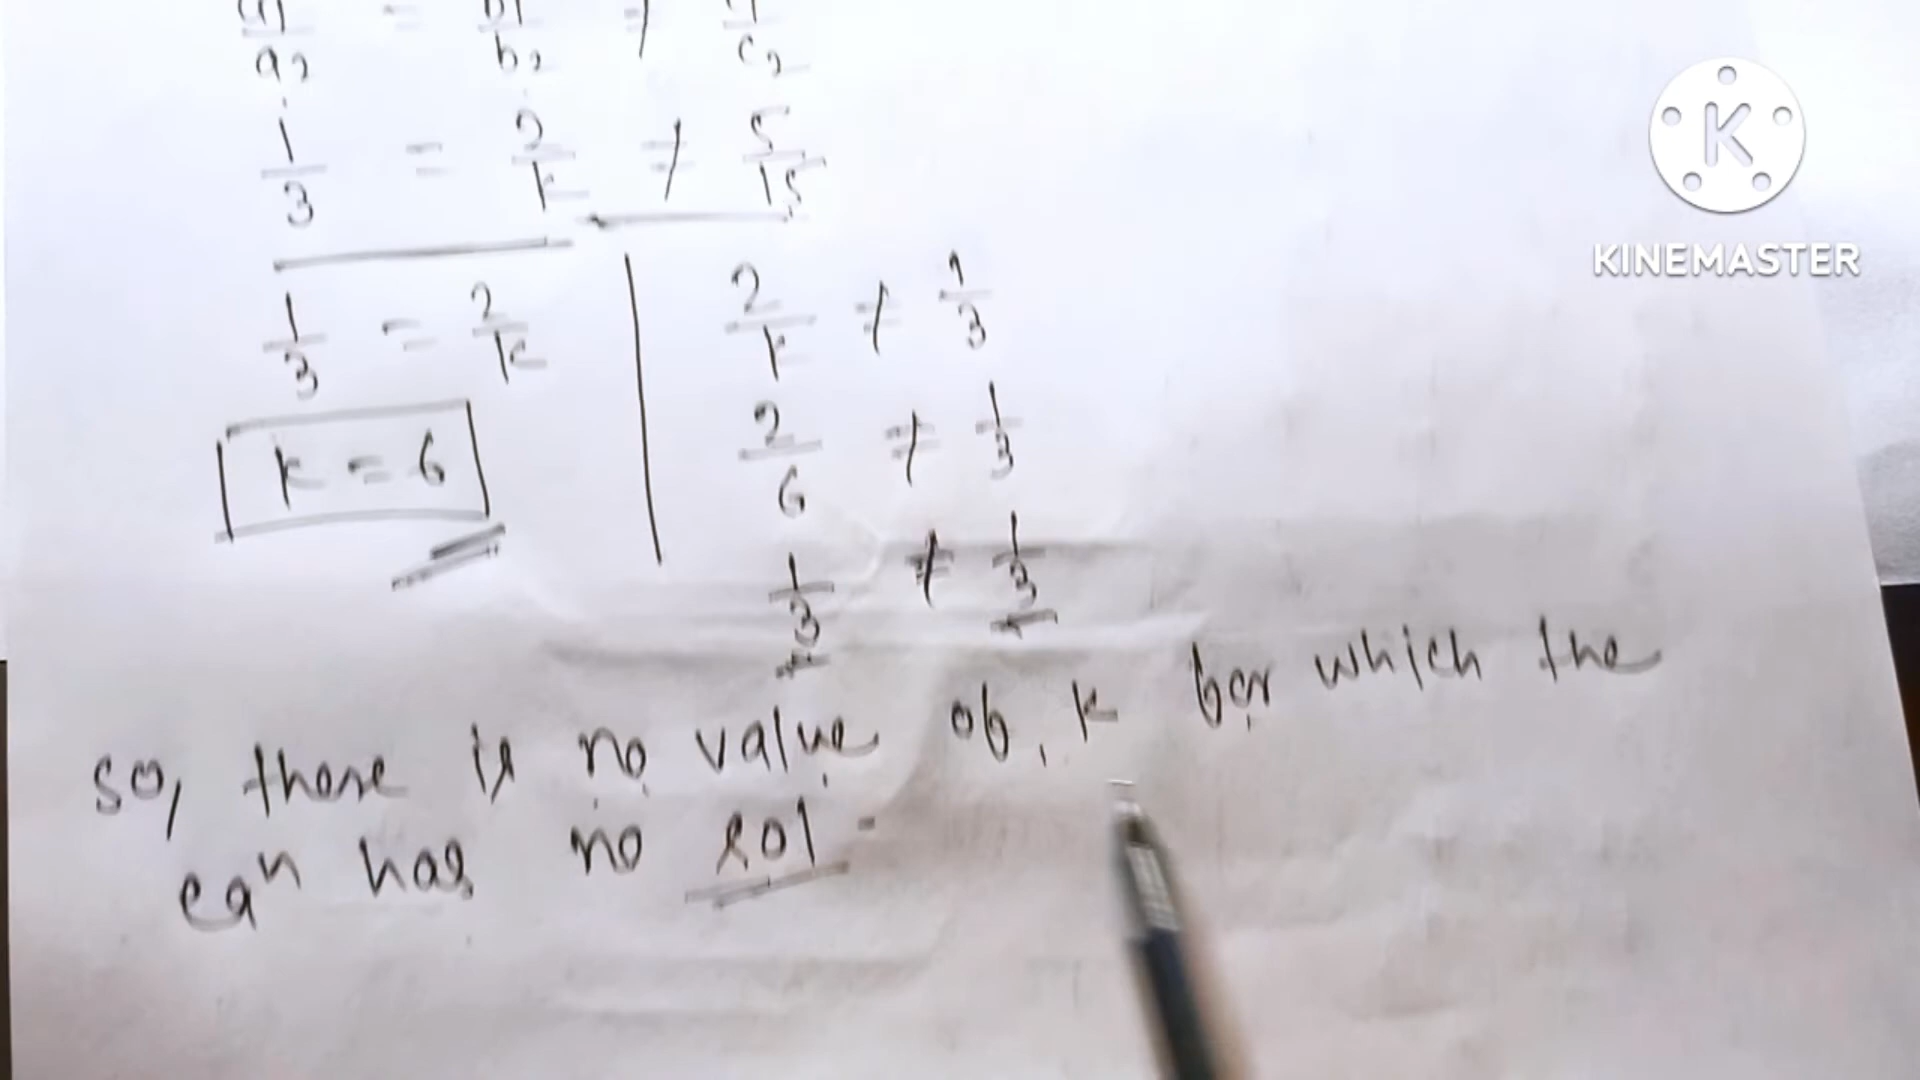 a1/a2 = b1/b2 ≠ c1/c2
1/3 = 2/k ≠ 5/15
1/3 = 2/k | 2/k ≠ 1/3
k = 6 | 2/6 ≠ 1/3
1/3 ≠ 1/3
so, there is no value of k for which the
eqn has no sol -
K
KINEMASTER